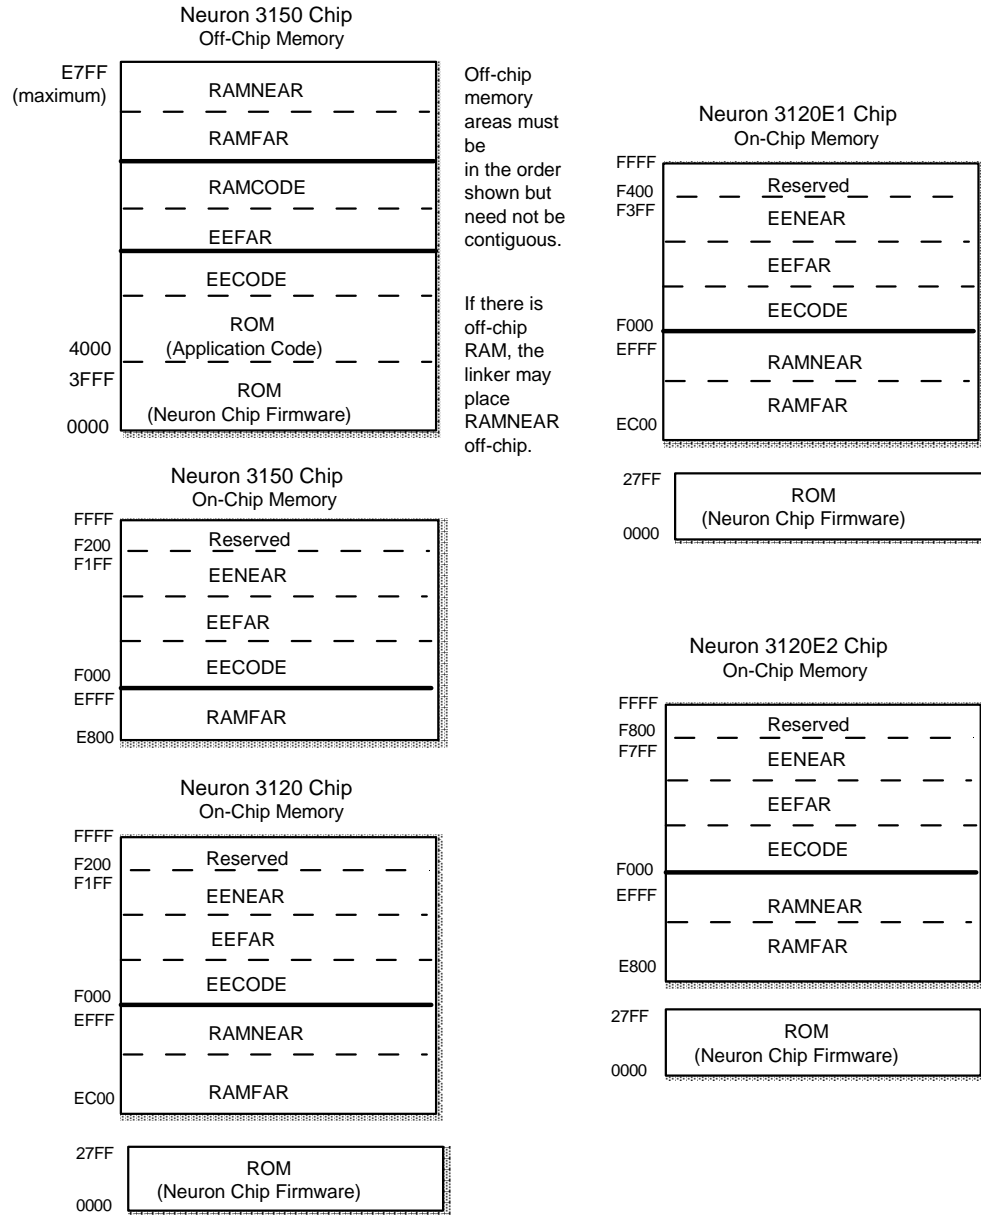 Neuron 3150 Chip
Off-Chip Memory
E7FF
(maximum)
RAMNEAR
RAMFAR
RAMCODE
EEFAR
EECODE
ROM
(Application Code)
4000
3FFF
ROM
(Neuron Chip Firmware)
0000
Off-chip
memory
areas must
be
in the order
shown but
need not be
contiguous.
If there is
off-chip
RAM, the
linker may
place
RAMNEAR
off-chip.
Neuron 3150 Chip
On-Chip Memory
FFFF
Reserved
F200
F1FF
EENEAR
EEFAR
EECODE
F000
EFFF
RAMFAR
E800
Neuron 3120 Chip
On-Chip Memory
FFFF
Reserved
F200
F1FF
EENEAR
EEFAR
EECODE
F000
EFFF
RAMNEAR
RAMFAR
EC00
27FF
ROM
(Neuron Chip Firmware)
0000
Neuron 3120E1 Chip
On-Chip Memory
FFFF
Reserved
F400
F3FF
EENEAR
EEFAR
EECODE
F000
EFFF
RAMNEAR
RAMFAR
EC00
27FF
ROM
(Neuron Chip Firmware)
0000
Neuron 3120E2 Chip
On-Chip Memory
FFFF
Reserved
F800
F7FF
EENEAR
EEFAR
EECODE
F000
EFFF
RAMNEAR
RAMFAR
E800
27FF
ROM
(Neuron Chip Firmware)
0000